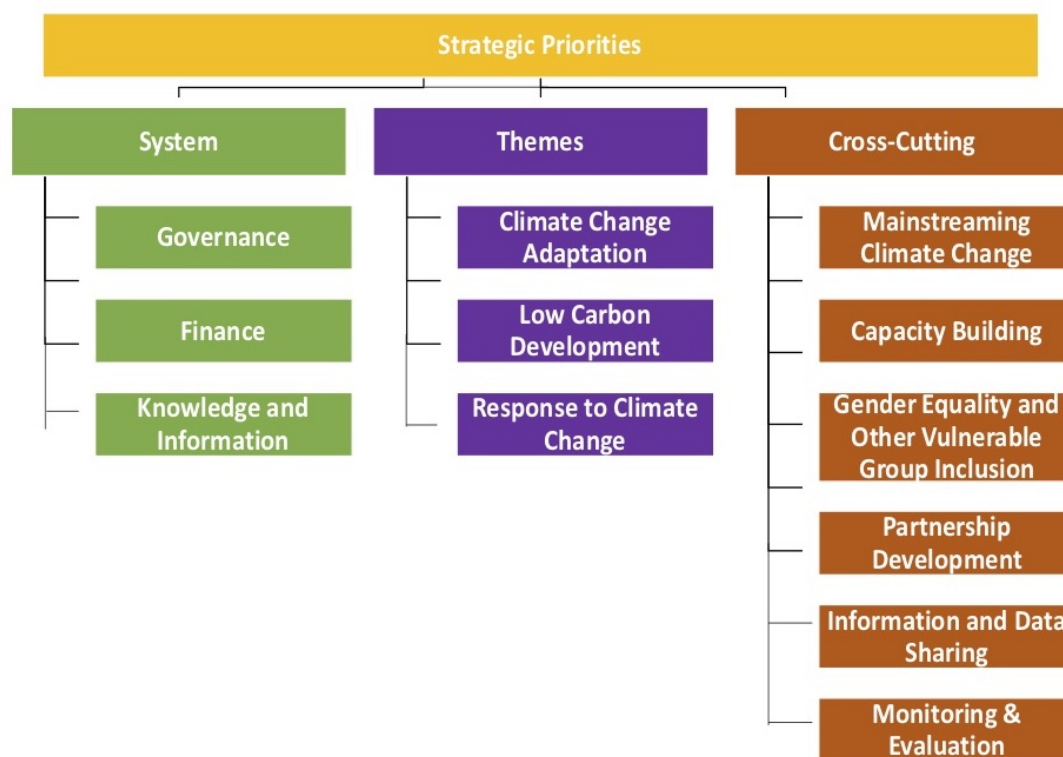 Strategic Priorities
System
Governance
Finance
Knowledge and
Information
Themes
Climate Change
Adaptation
Low Carbon
Development
Response to Climate
Change
Cross-Cutting
Mainstreaming
Climate Change
Capacity Building
Gender Equality and
Other Vulnerable
Group Inclusion
Partnership
Development
Information and Data
Sharing
Monitoring &
Evaluation